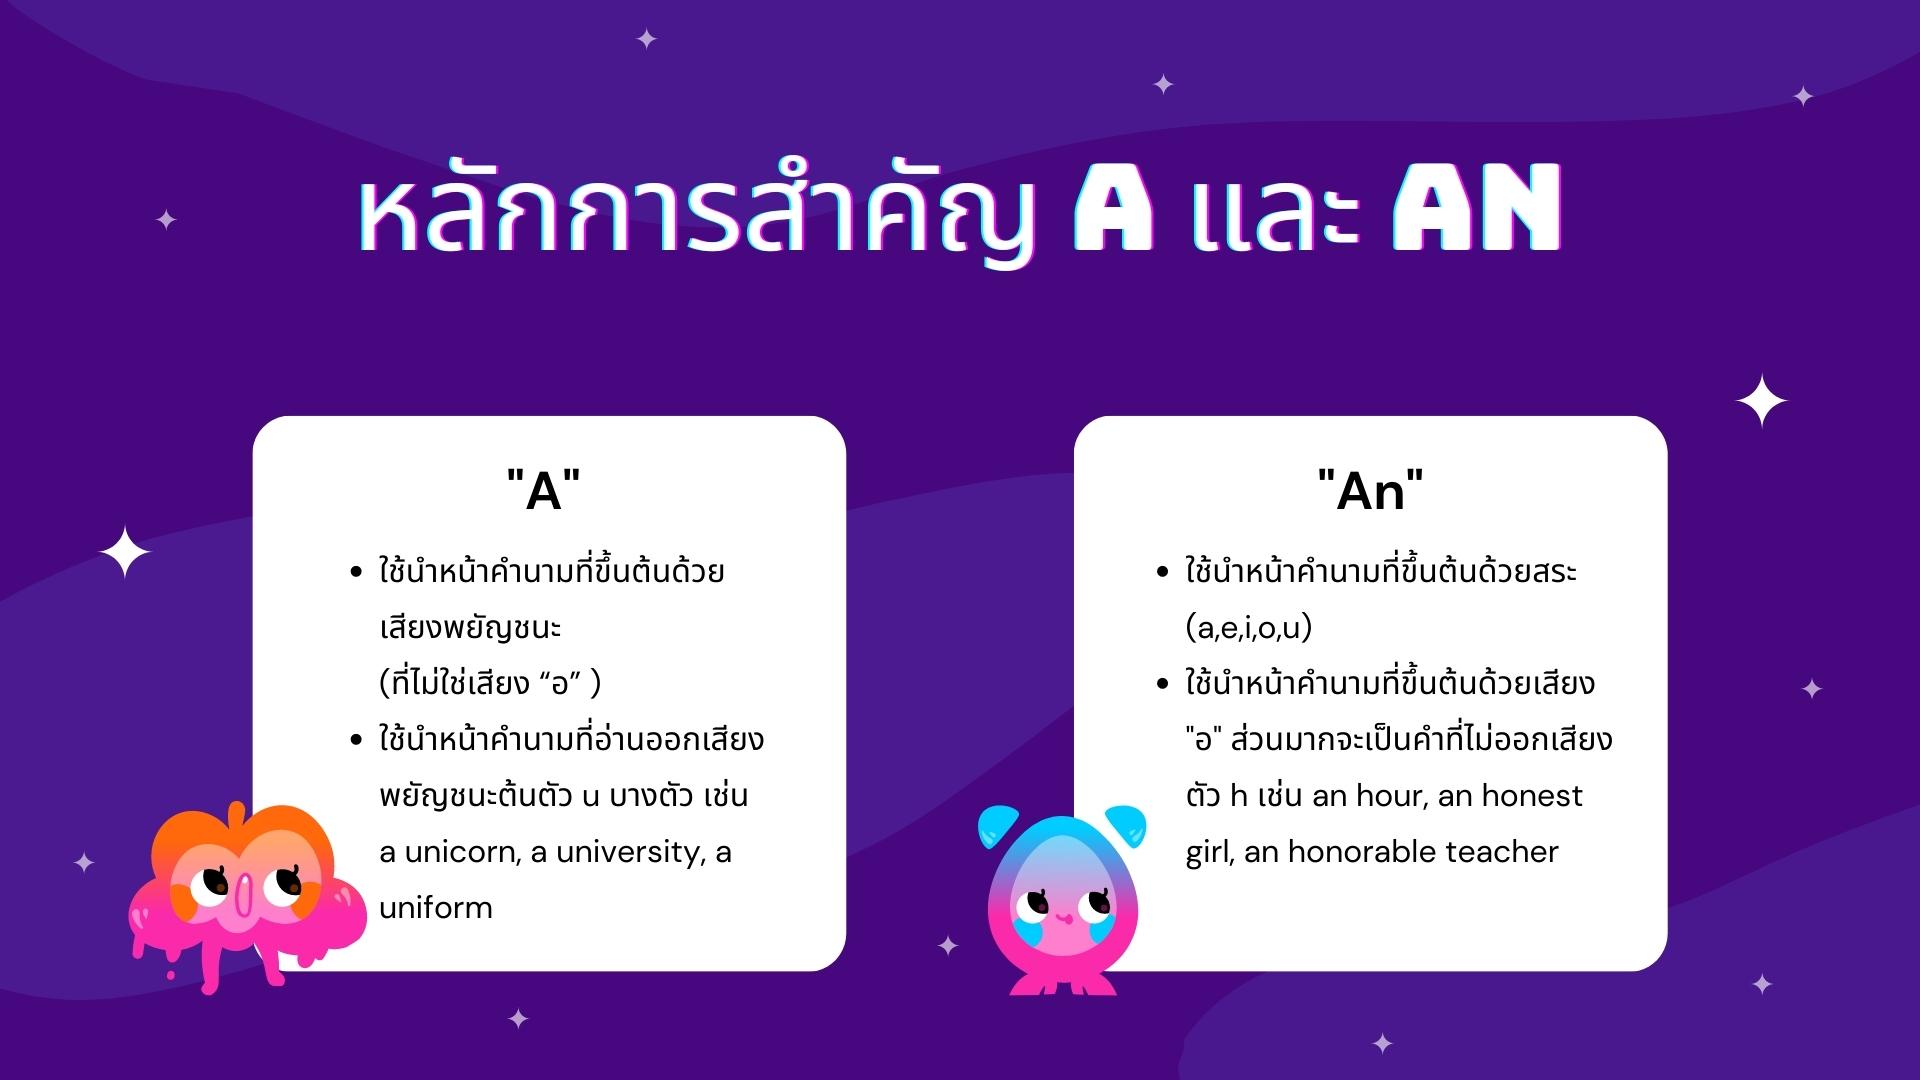 หลักการสำคัญ A และ AN
"A"
• ใช้นำหน้าคำนามที่ขึ้นต้นด้วย
เสียงพยัญชนะ
(ที่ไม่ใช่เสียง “อ” )
• ใช้นำหน้าคำนามที่อ่านออกเสียง
พยัญชนะต้นตัว u บางตัว เช่น
a unicorn, a university, a
uniform
"An"
• ใช้นำหน้าคำนามที่ขึ้นต้นด้วยสระ
(a,e,i,o,u)
• ใช้นำหน้าคำนามที่ขึ้นต้นด้วยเสียง
"อ" ส่วนมากจะเป็นคำที่ไม่ออกเสียง
ตัว h เช่น an hour, an honest
girl, an honorable teacher